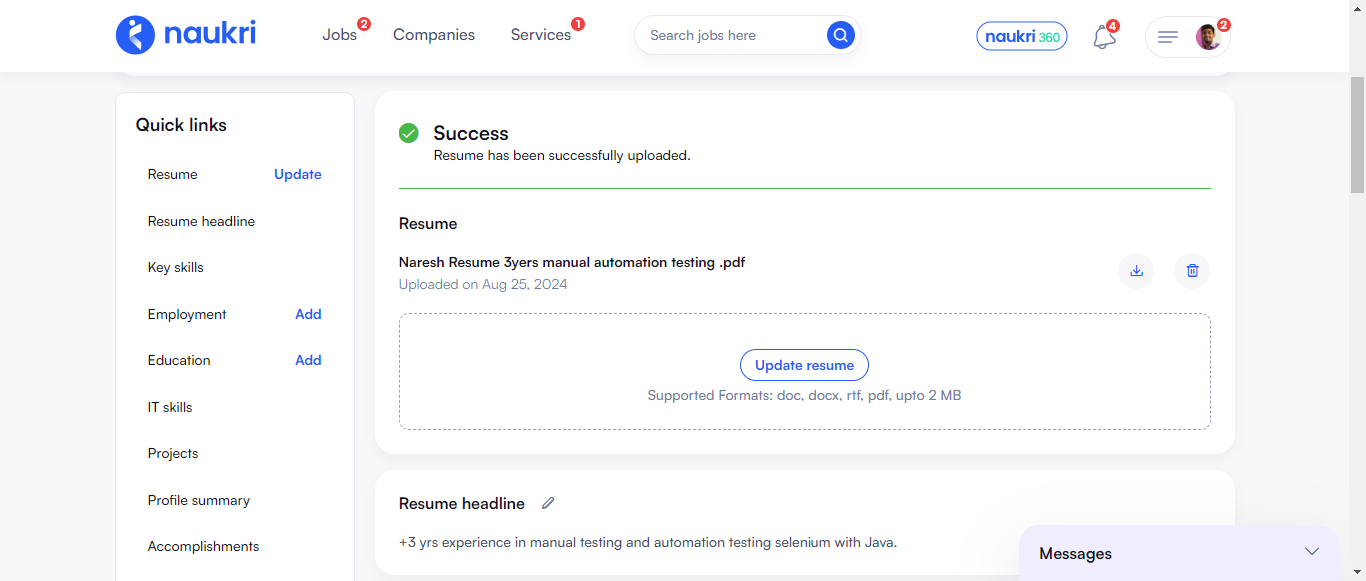 naukri
Jobs 2
Companies
Services 1
Search jobs here
naukri 360
4
2
Quick links
Resume Update
Resume headline
Key skills
Employment Add
Education Add
IT skills
Projects
Profile summary
Accomplishments
Success
Resume has been successfully uploaded.
Resume
Naresh Resume 3yers manual automation testing .pdf
Uploaded on Aug 25, 2024
Update resume
Supported Formats: doc, docx, rtf, pdf, upto 2 MB
Resume headline
+3 yrs experience in manual testing and automation testing selenium with Java.
Messages